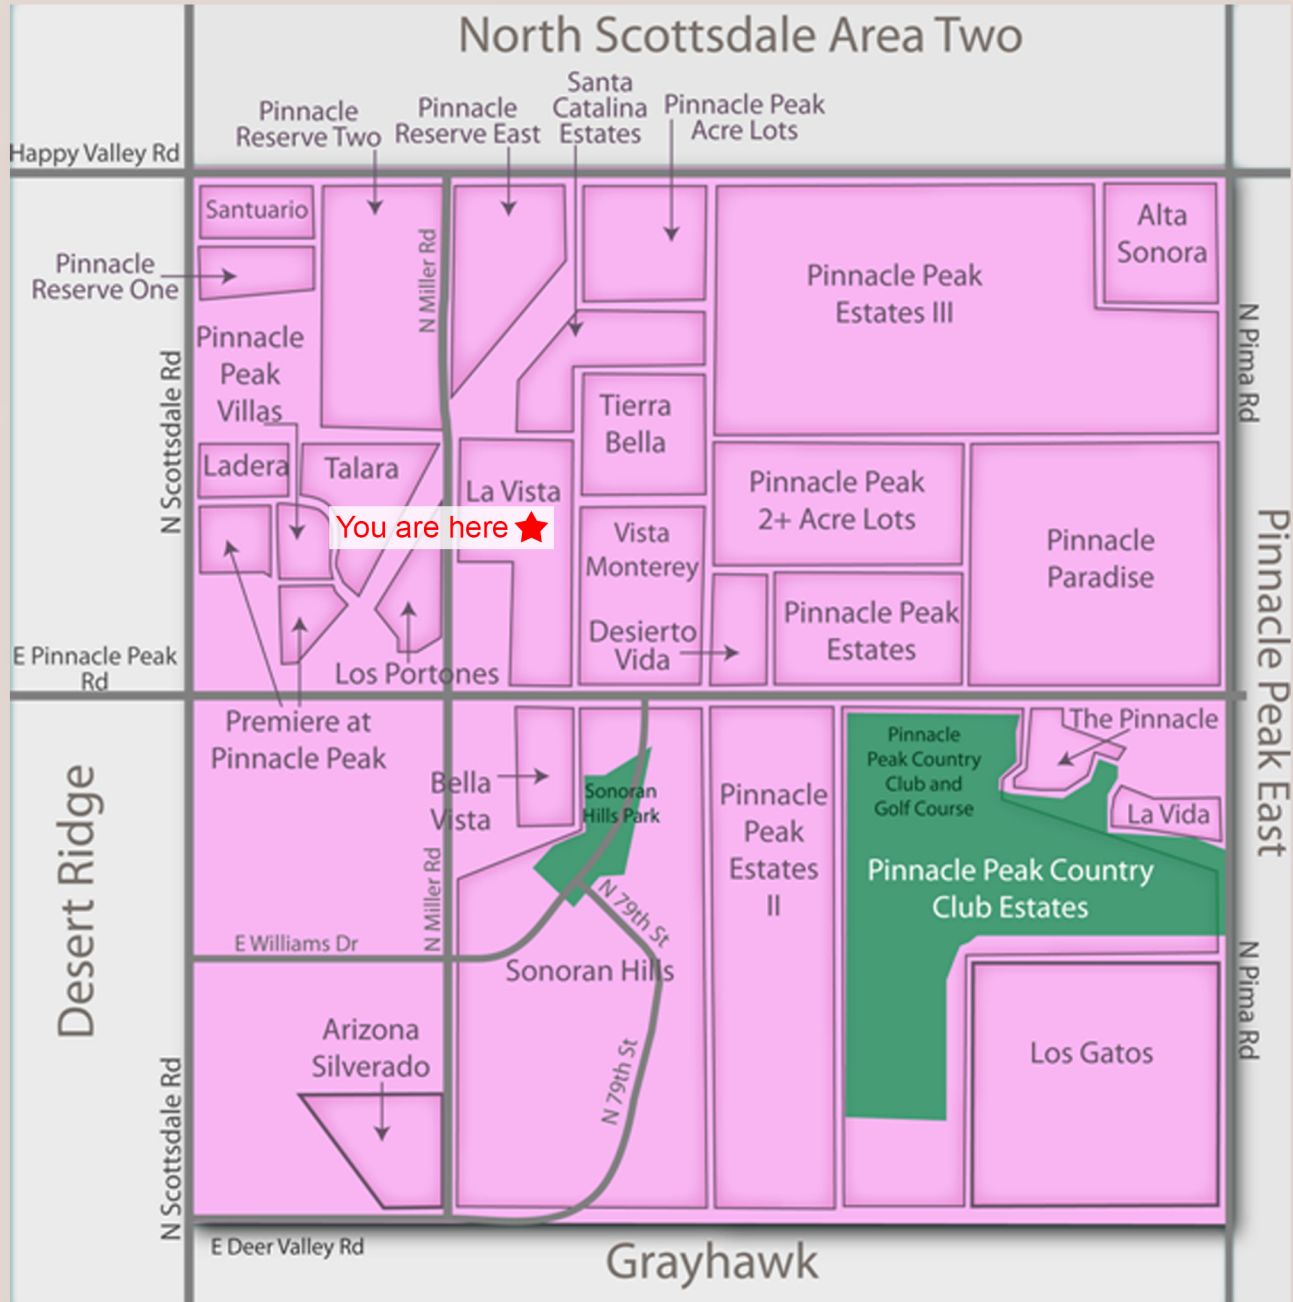 North Scottsdale Area Two
Santa
Catalina
Estates
Pinnacle
Reserve Two
Pinnacle
Reserve East
Pinnacle Peak
Acre Lots
Happy Valley Rd
Santuario
Alta
Sonora
Pinnacle
Reserve One
N Miller Rd
Pinnacle Peak
Estates III
N Pima Rd
Pinnacle
Peak
Villas
N Scottsdale Rd
Tierra
Bella
Ladera
Talara
La Vista
Pinnacle Peak
2+ Acre Lots
You are here
Vista
Monterey
Pinnacle
Paradise
Pinnacle Peak East
Desierto
Vida
Pinnacle Peak
Estates
E Pinnacle Peak
Rd
Los Portones
Premiere at
Pinnacle Peak
The Pinnacle
Pinnacle
Peak Country
Club and
Golf Course
Bella
Vista
Sonoran
Hills Park
Pinnacle
Peak
Estates
II
La Vida
Desert Ridge
Pinnacle Peak Country
Club Estates
N Miller Rd
N 79th St
E Williams Dr
Sonoran Hills
N Pima Rd
Arizona
Silverado
Los Gatos
N 79th St
N Scottsdale Rd
E Deer Valley Rd
Grayhawk